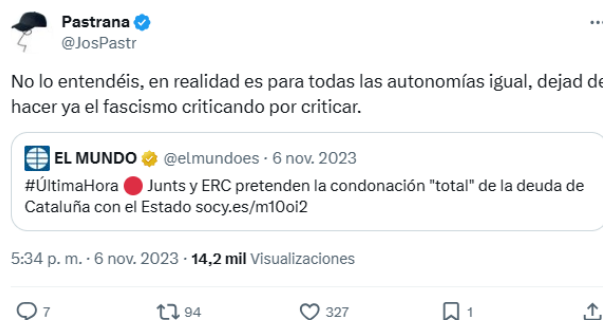 Pastrana
@JosPastr
No lo entendéis, en realidad es para todas las autonomías igual, dejad de
hacer ya el fascismo criticando por criticar.
EL MUNDO @elmundoes · 6 nov. 2023
#ÚltimaHora 🔴 Junts y ERC pretenden la condonación "total" de la deuda de
Cataluña con el Estado socy.es/m10oi2
5:34 p. m. · 6 nov. 2023 · 14,2 mil Visualizaciones
7 94 327 1